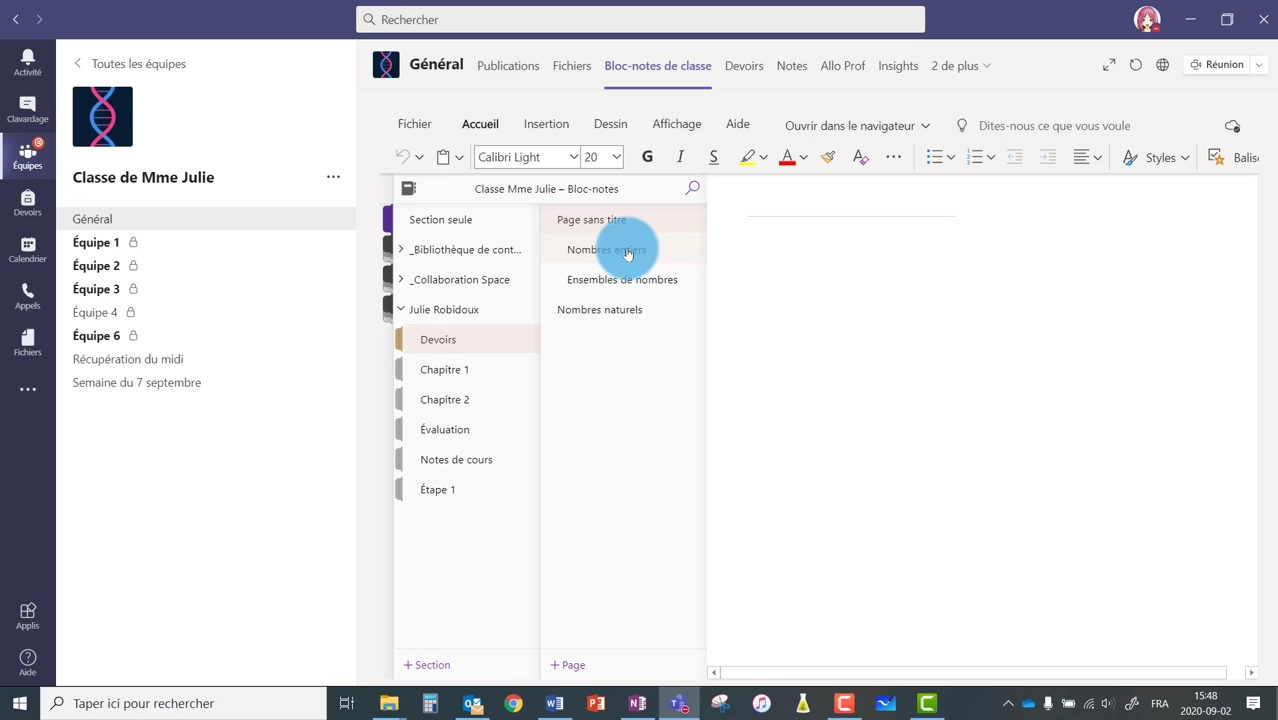 Rechercher
Activité
Clavardage
Équipes
Devoirs
Calendrier
Appels
Fichiers
Applis
Aide
Toutes les équipes
Classe de Mme Julie
Général
Équipe 1
Équipe 2
Équipe 3
Équipe 4
Équipe 6
Récupération du midi
Semaine du 7 septembre
Général Publications Fichiers Bloc-notes de classe Devoirs Notes Allo Prof Insights 2 de plus Réunion
Fichier Accueil Insertion Dessin Affichage Aide Ouvrir dans le navigateur Dites-nous ce que vous voule
Calibri Light 20 G I S A A Styles Balise
Classe Mme Julie – Bloc-notes
Section seule
_Bibliothèque de cont...
_Collaboration Space
Julie Robidoux
Devoirs
Chapitre 1
Chapitre 2
Évaluation
Notes de cours
Étape 1
+ Section
Page sans titre
Nombres entiers
Ensembles de nombres
Nombres naturels
+ Page
Taper ici pour rechercher
FRA
15:48
2020-09-02